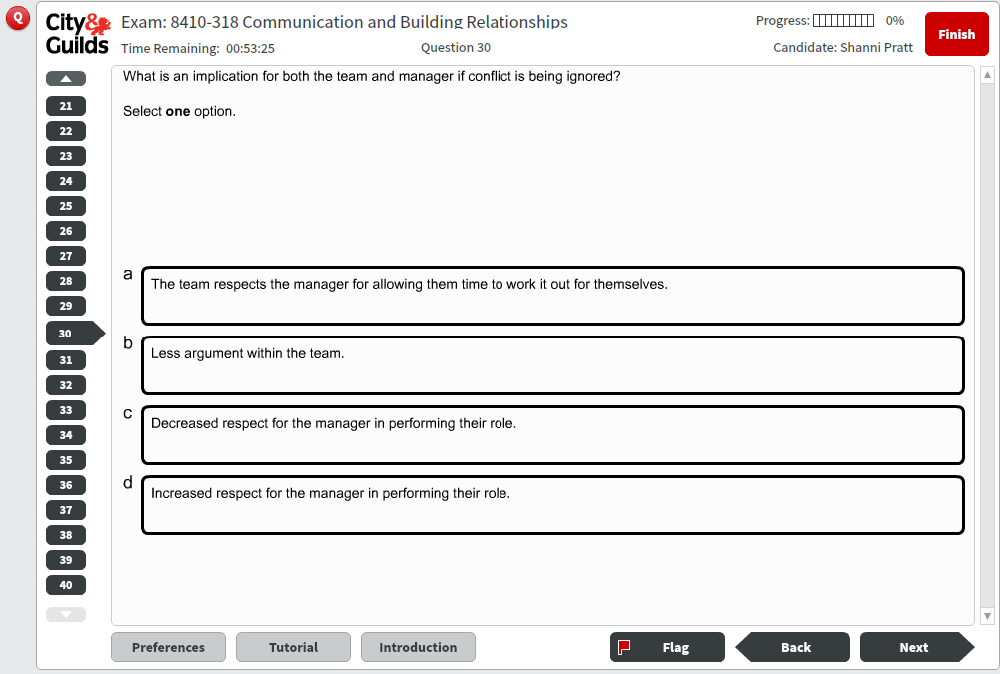 Q
City&
Guilds
Exam: 8410-318 Communication and Building Relationships
Time Remaining: 00:53:25
Question 30
Progress: 0%
Candidate: Shanni Pratt
Finish
21
22
23
24
25
26
27
28
29
30
31
32
33
34
35
36
37
38
39
40
What is an implication for both the team and manager if conflict is being ignored?
Select one option.
a
The team respects the manager for allowing them time to work it out for themselves.
b
Less argument within the team.
c
Decreased respect for the manager in performing their role.
d
Increased respect for the manager in performing their role.
Preferences
Tutorial
Introduction
Flag
Back
Next